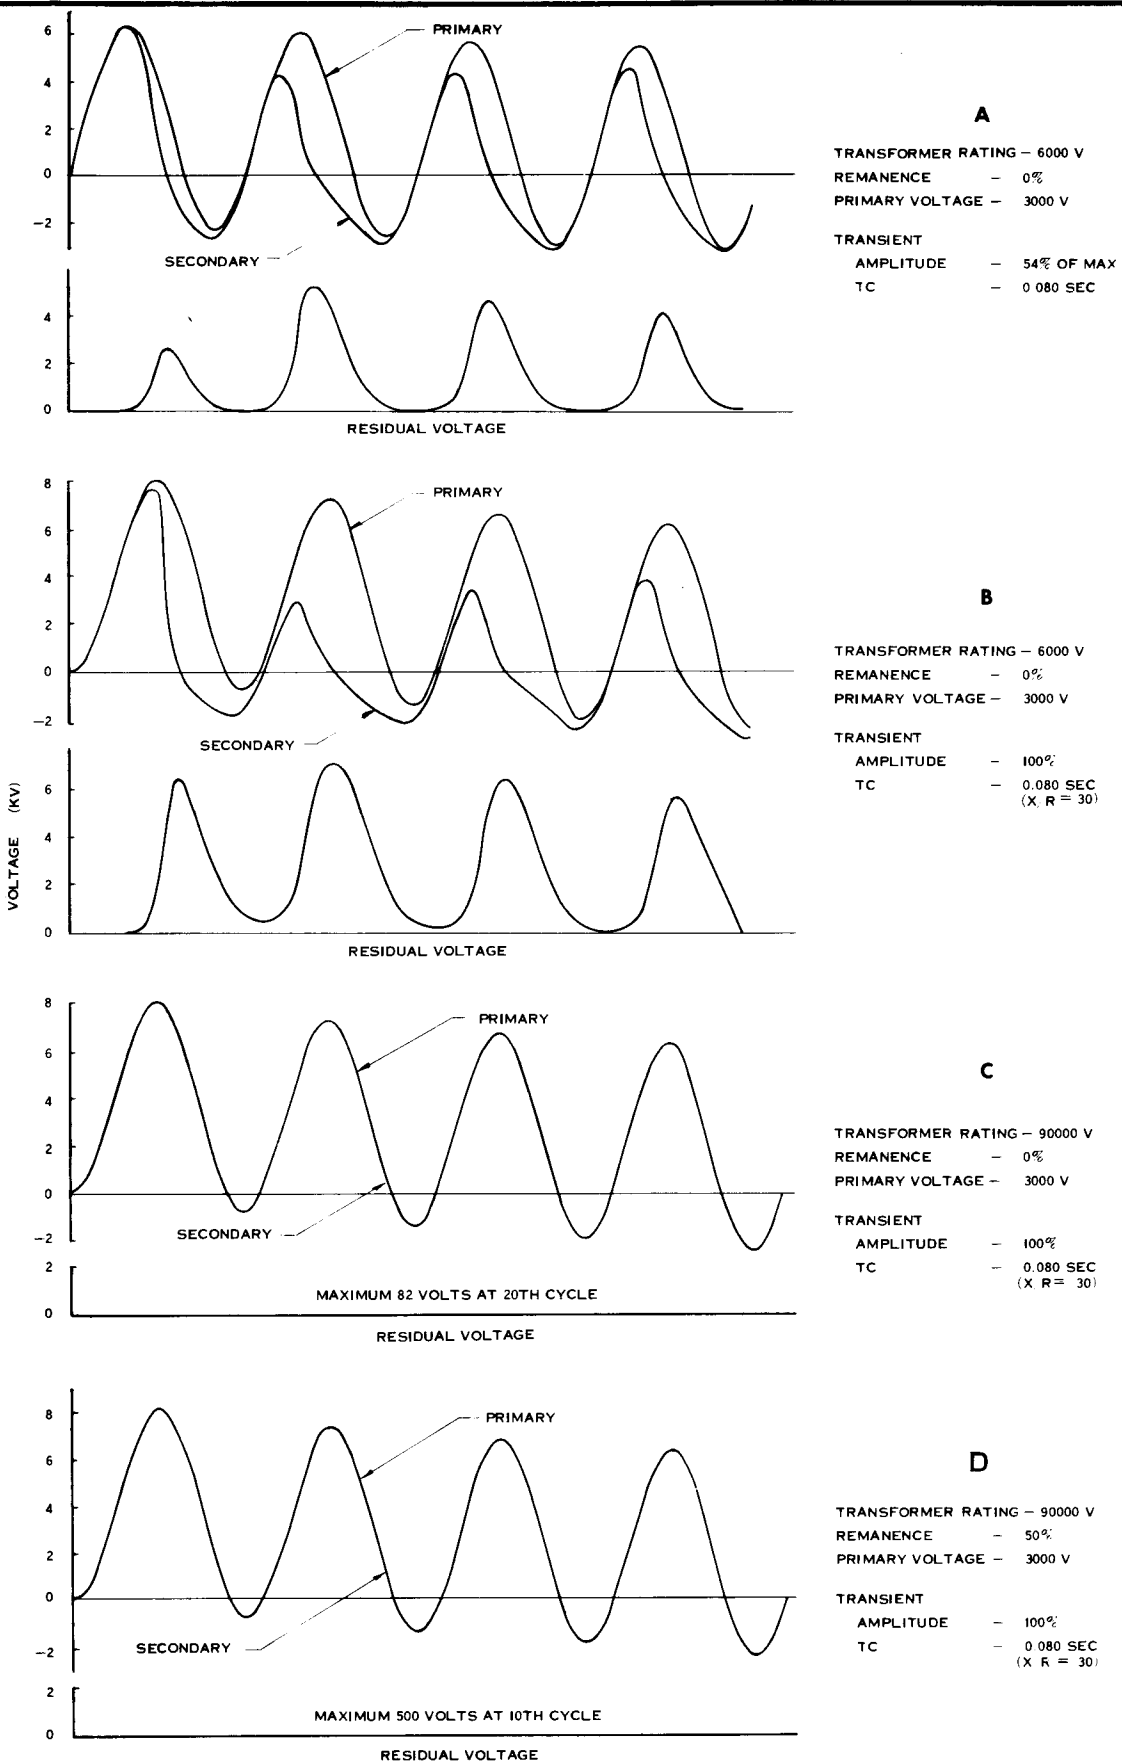 6
4
2
0
-2
PRIMARY
SECONDARY
A
TRANSFORMER RATING - 6000 V
REMANENCE - 0%
PRIMARY VOLTAGE - 3000 V
TRANSIENT
AMPLITUDE - 54% OF MAX
TC - 0 080 SEC
4
2
0
RESIDUAL VOLTAGE
8
6
4
2
0
-2
PRIMARY
SECONDARY
B
TRANSFORMER RATING - 6000 V
REMANENCE - 0%
PRIMARY VOLTAGE - 3000 V
TRANSIENT
AMPLITUDE - 100%
TC - 0.080 SEC
(X R = 30)
VOLTAGE (KV)
6
4
2
0
RESIDUAL VOLTAGE
8
6
4
2
0
-2
PRIMARY
SECONDARY
C
TRANSFORMER RATING - 90000 V
REMANENCE - 0%
PRIMARY VOLTAGE - 3000 V
TRANSIENT
AMPLITUDE - 100%
TC - 0.080 SEC
(X R = 30)
2
0
MAXIMUM 82 VOLTS AT 20TH CYCLE
RESIDUAL VOLTAGE
8
6
4
2
0
-2
PRIMARY
SECONDARY
D
TRANSFORMER RATING - 90000 V
REMANENCE - 50%
PRIMARY VOLTAGE - 3000 V
TRANSIENT
AMPLITUDE - 100%
TC - 0 080 SEC
(X R = 30)
2
0
MAXIMUM 500 VOLTS AT 10TH CYCLE
RESIDUAL VOLTAGE